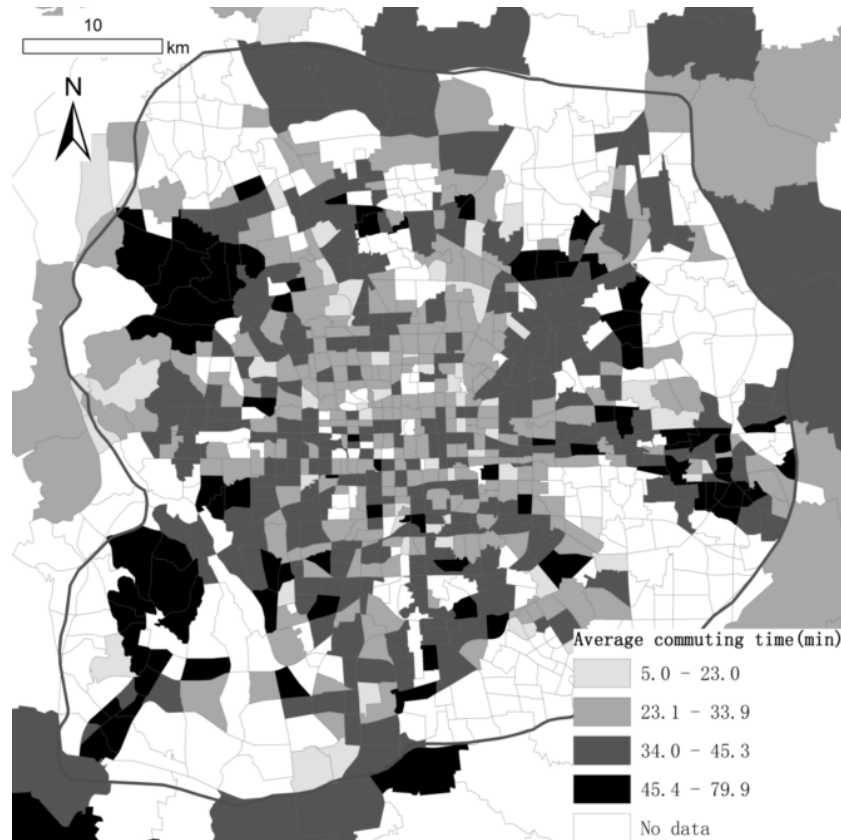 10
km
N
Average commuting time(min)
5.0 - 23.0
23.1 - 33.9
34.0 - 45.3
45.4 - 79.9
No data